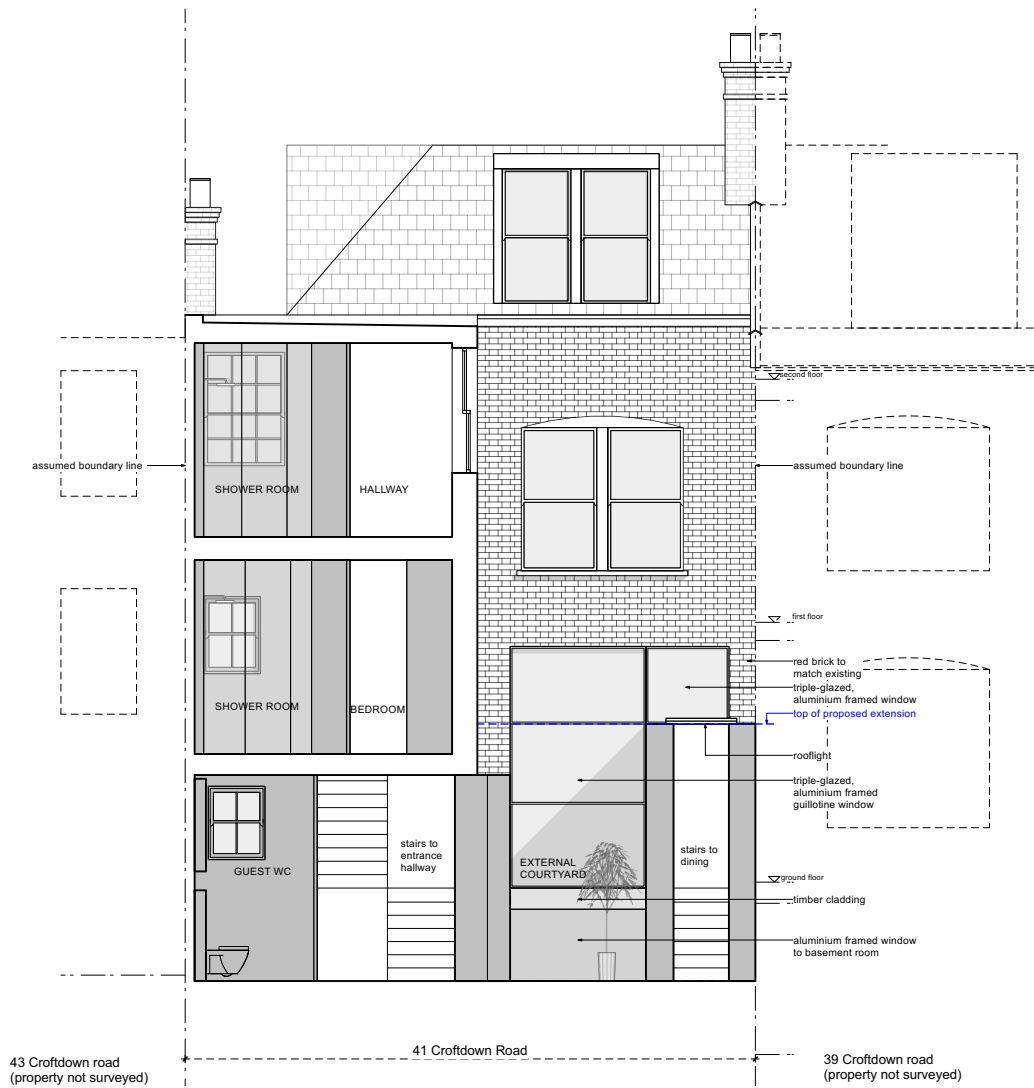 second floor
assumed boundary line
assumed boundary line
SHOWER ROOM
HALLWAY
first floor
red brick to
match existing
triple-glazed,
aluminium framed window
SHOWER ROOM
BEDROOM
top of proposed extension
rooflight
triple-glazed,
aluminium framed
guillotine window
stairs to
entrance
hallway
stairs to
dining
GUEST WC
EXTERNAL
COURTYARD
ground floor
timber cladding
aluminium framed window
to basement room
41 Croftdown Road
43 Croftdown road
(property not surveyed)
39 Croftdown road
(property not surveyed)